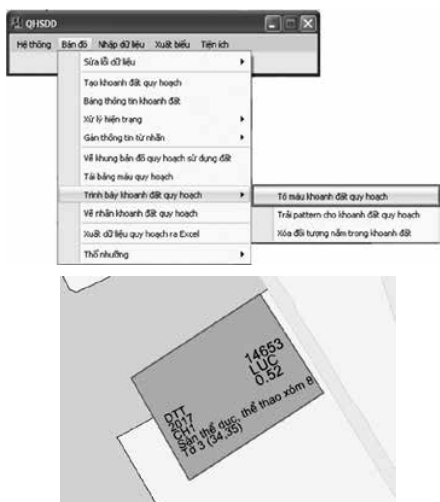 QHSDD
Hệ thống Bản đồ Nhập dữ liệu Xuất biểu Tiện ích
Sửa lỗi dữ liệu
Tạo khoanh đất quy hoạch
Bảng thông tin khoanh đất
Xử lý hiện trạng
Gán thông tin từ nhãn
Vẽ khung bản đồ quy hoạch sử dụng đất
Tải bảng màu quy hoạch
Trình bày khoanh đất quy hoạch
Tô màu khoanh đất quy hoạch
Vẽ nhãn khoanh đất quy hoạch
Trải pattern cho khoanh đất quy hoạch
Xuất dữ liệu quy hoạch ra Excel
Xóa đối tượng nằm trong khoanh đất
Thổ nhưỡng
14653
LUC
0.52
DTT
2017
CH1
Sân thể dục, thể thao xóm 8
Tờ 3 (34,35)